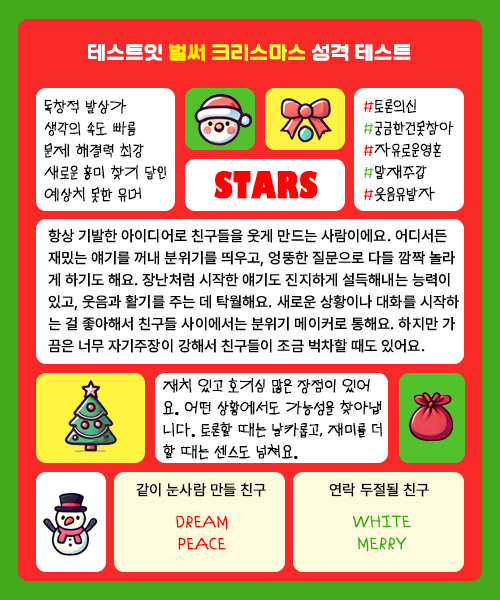 테스트잇 벌써 크리스마스 성격 테스트
독창적 발상가
생각의 속도 빠름
문제 해결력 최강
새로운 흥미 찾기 달인
예상치 못한 유머
STARS
#토론의신
#궁금한건못참아
#자유로운영혼
#말재주갑
#웃음유발자
항상 기발한 아이디어로 친구들을 웃게 만드는 사람이에요. 어디서든
재밌는 얘기를 꺼내 분위기를 띄우고, 엉뚱한 질문으로 다들 깜짝 놀라
게 하기도 해요. 장난처럼 시작한 얘기도 진지하게 설득해내는 능력이
있고, 웃음과 활기를 주는 데 탁월해요. 새로운 상황이나 대화를 시작하
는 걸 좋아해서 친구들 사이에서는 분위기 메이커로 통해요. 하지만 가
끔은 너무 자기주장이 강해서 친구들이 조금 벅차할 때도 있어요.
재치 있고 호기심 많은 장점이 있어
요. 어떤 상황에서도 가능성을 찾아냅
니다. 토론할 때는 날카롭고, 재미를 더
할 때는 센스도 넘쳐요.
같이 눈사람 만들 친구
DREAM
PEACE
연락 두절될 친구
WHITE
MERRY